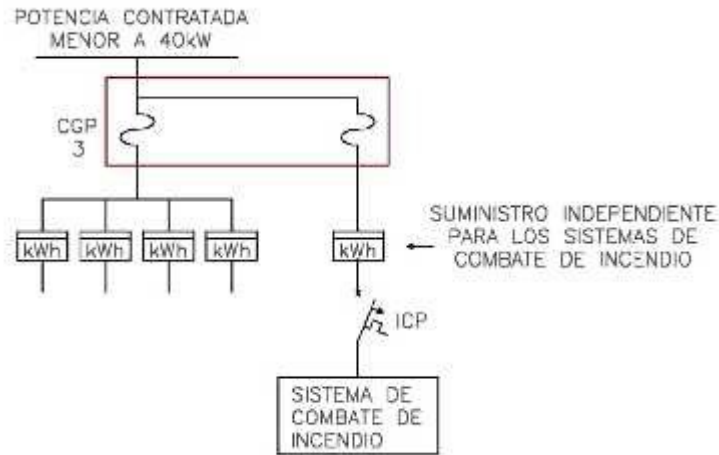 POTENCIA CONTRATADA
MENOR A 40kW
CGP
3
kWh
kWh
kWh
kWh
kWh
SUMINISTRO INDEPENDIENTE
PARA LOS SISTEMAS DE
COMBATE DE INCENDIO
ICP
SISTEMA DE
COMBATE DE
INCENDIO